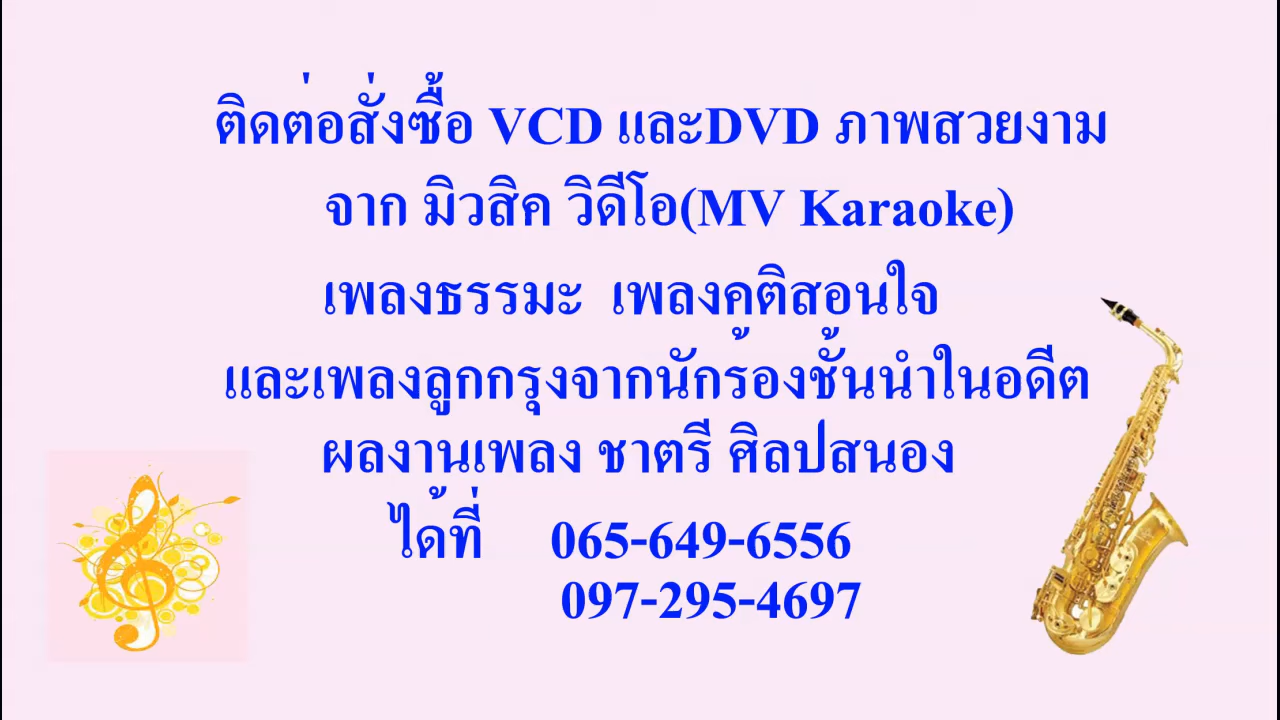 ติดต่อสั่งซื้อ VCD และDVD ภาพสวยงาม
จาก มิวสิค วิดีโอ(MV Karaoke)
เพลงธรรมะ เพลงคติสอนใจ
และเพลงลูกกรุงจากนักร้องชั้นนำในอดีต
ผลงานเพลง ชาตรี ศิลปสนอง
ได้ที่ 065-649-6556
097-295-4697